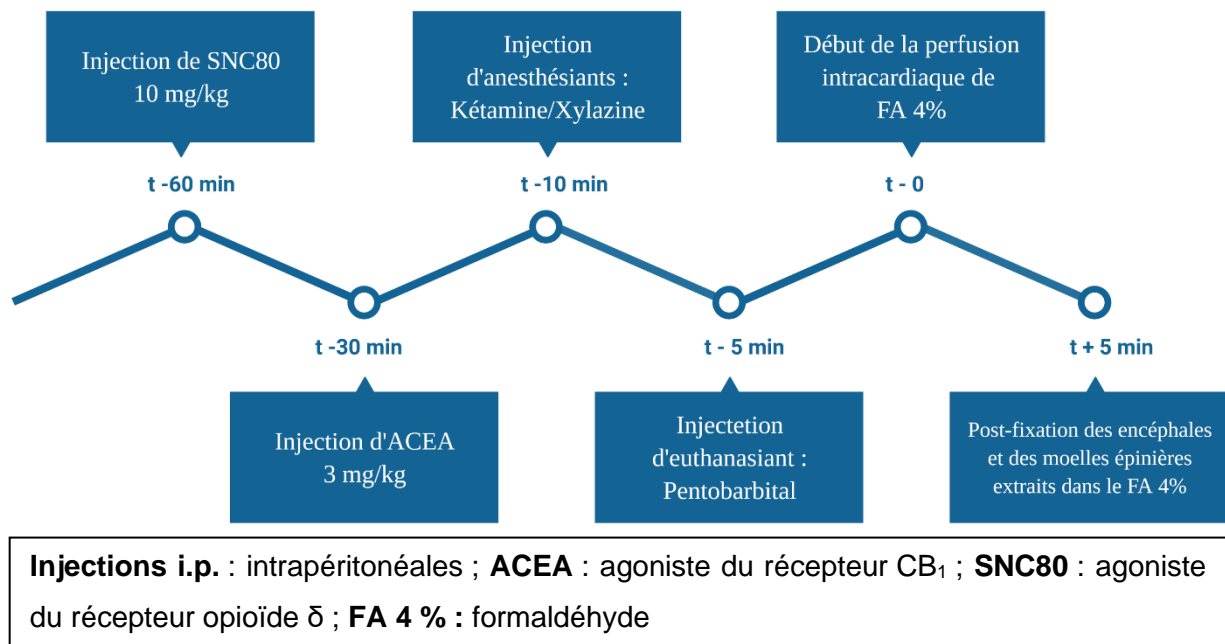 Injection de SNC80
10 mg/kg
Injection
d'anesthésiants :
Kétamine/Xylazine
Début de la perfusion
intracardiaque de
FA 4%
t -60 min
t -10 min
t - 0
t -30 min
t - 5 min
t + 5 min
Injection d'ACEA
3 mg/kg
Injectetion
d'euthanasiant :
Pentobarbital
Post-fixation des encéphales
et des moelles épinières
extraits dans le FA 4%
Injections i.p. : intrapéritonéales ; ACEA : agoniste du récepteur CB₁ ; SNC80 : agoniste
du récepteur opioïde δ ; FA 4 % : formaldéhyde